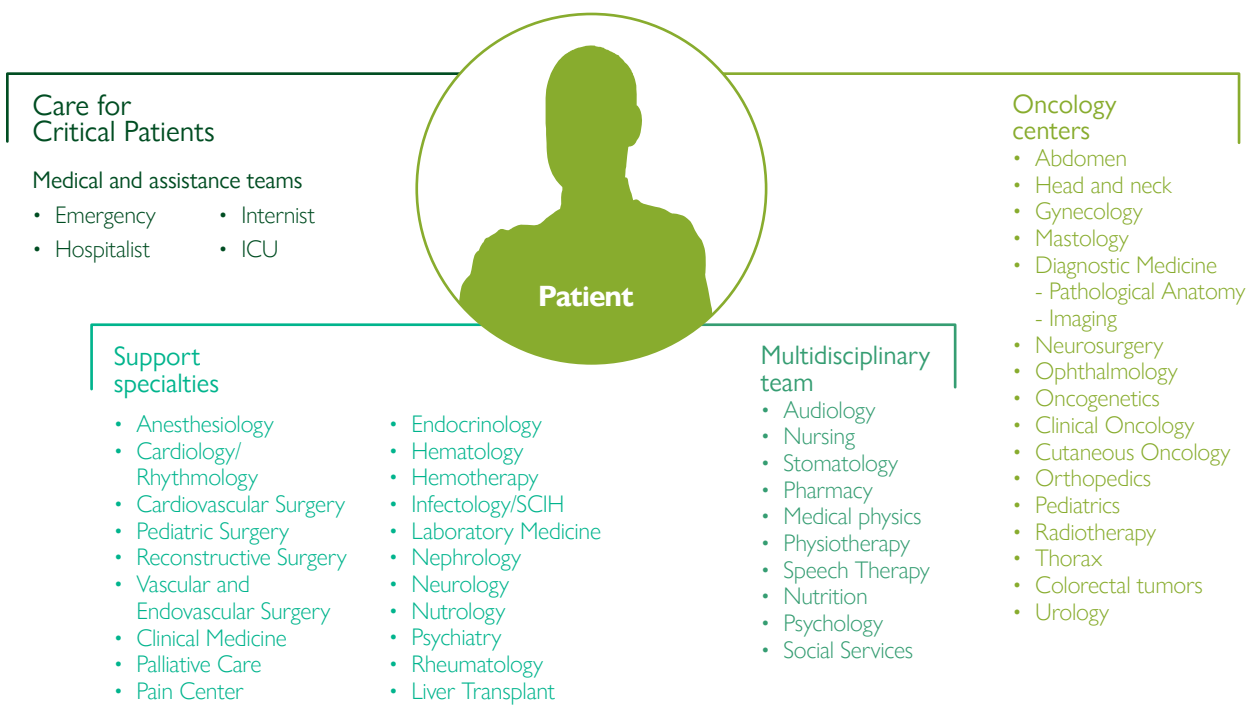 Care for
Critical Patients
Medical and assistance teams
• Emergency
• Hospitalist
• Internist
• ICU
Patient
Support
specialties
• Anesthesiology
• Cardiology/
Rhythmology
• Cardiovascular Surgery
• Pediatric Surgery
• Reconstructive Surgery
• Vascular and
Endovascular Surgery
• Clinical Medicine
• Palliative Care
• Pain Center
• Endocrinology
• Hematology
• Hemotherapy
• Infectology/SCIH
• Laboratory Medicine
• Nephrology
• Neurology
• Nutrology
• Psychiatry
• Rheumatology
• Liver Transplant
Multidisciplinary
team
• Audiology
• Nursing
• Stomatology
• Pharmacy
• Medical physics
• Physiotherapy
• Speech Therapy
• Nutrition
• Psychology
• Social Services
Oncology
centers
• Abdomen
• Head and neck
• Gynecology
• Mastology
• Diagnostic Medicine
- Pathological Anatomy
- Imaging
• Neurosurgery
• Ophthalmology
• Oncogenetics
• Clinical Oncology
• Cutaneous Oncology
• Orthopedics
• Pediatrics
• Radiotherapy
• Thorax
• Colorectal tumors
• Urology